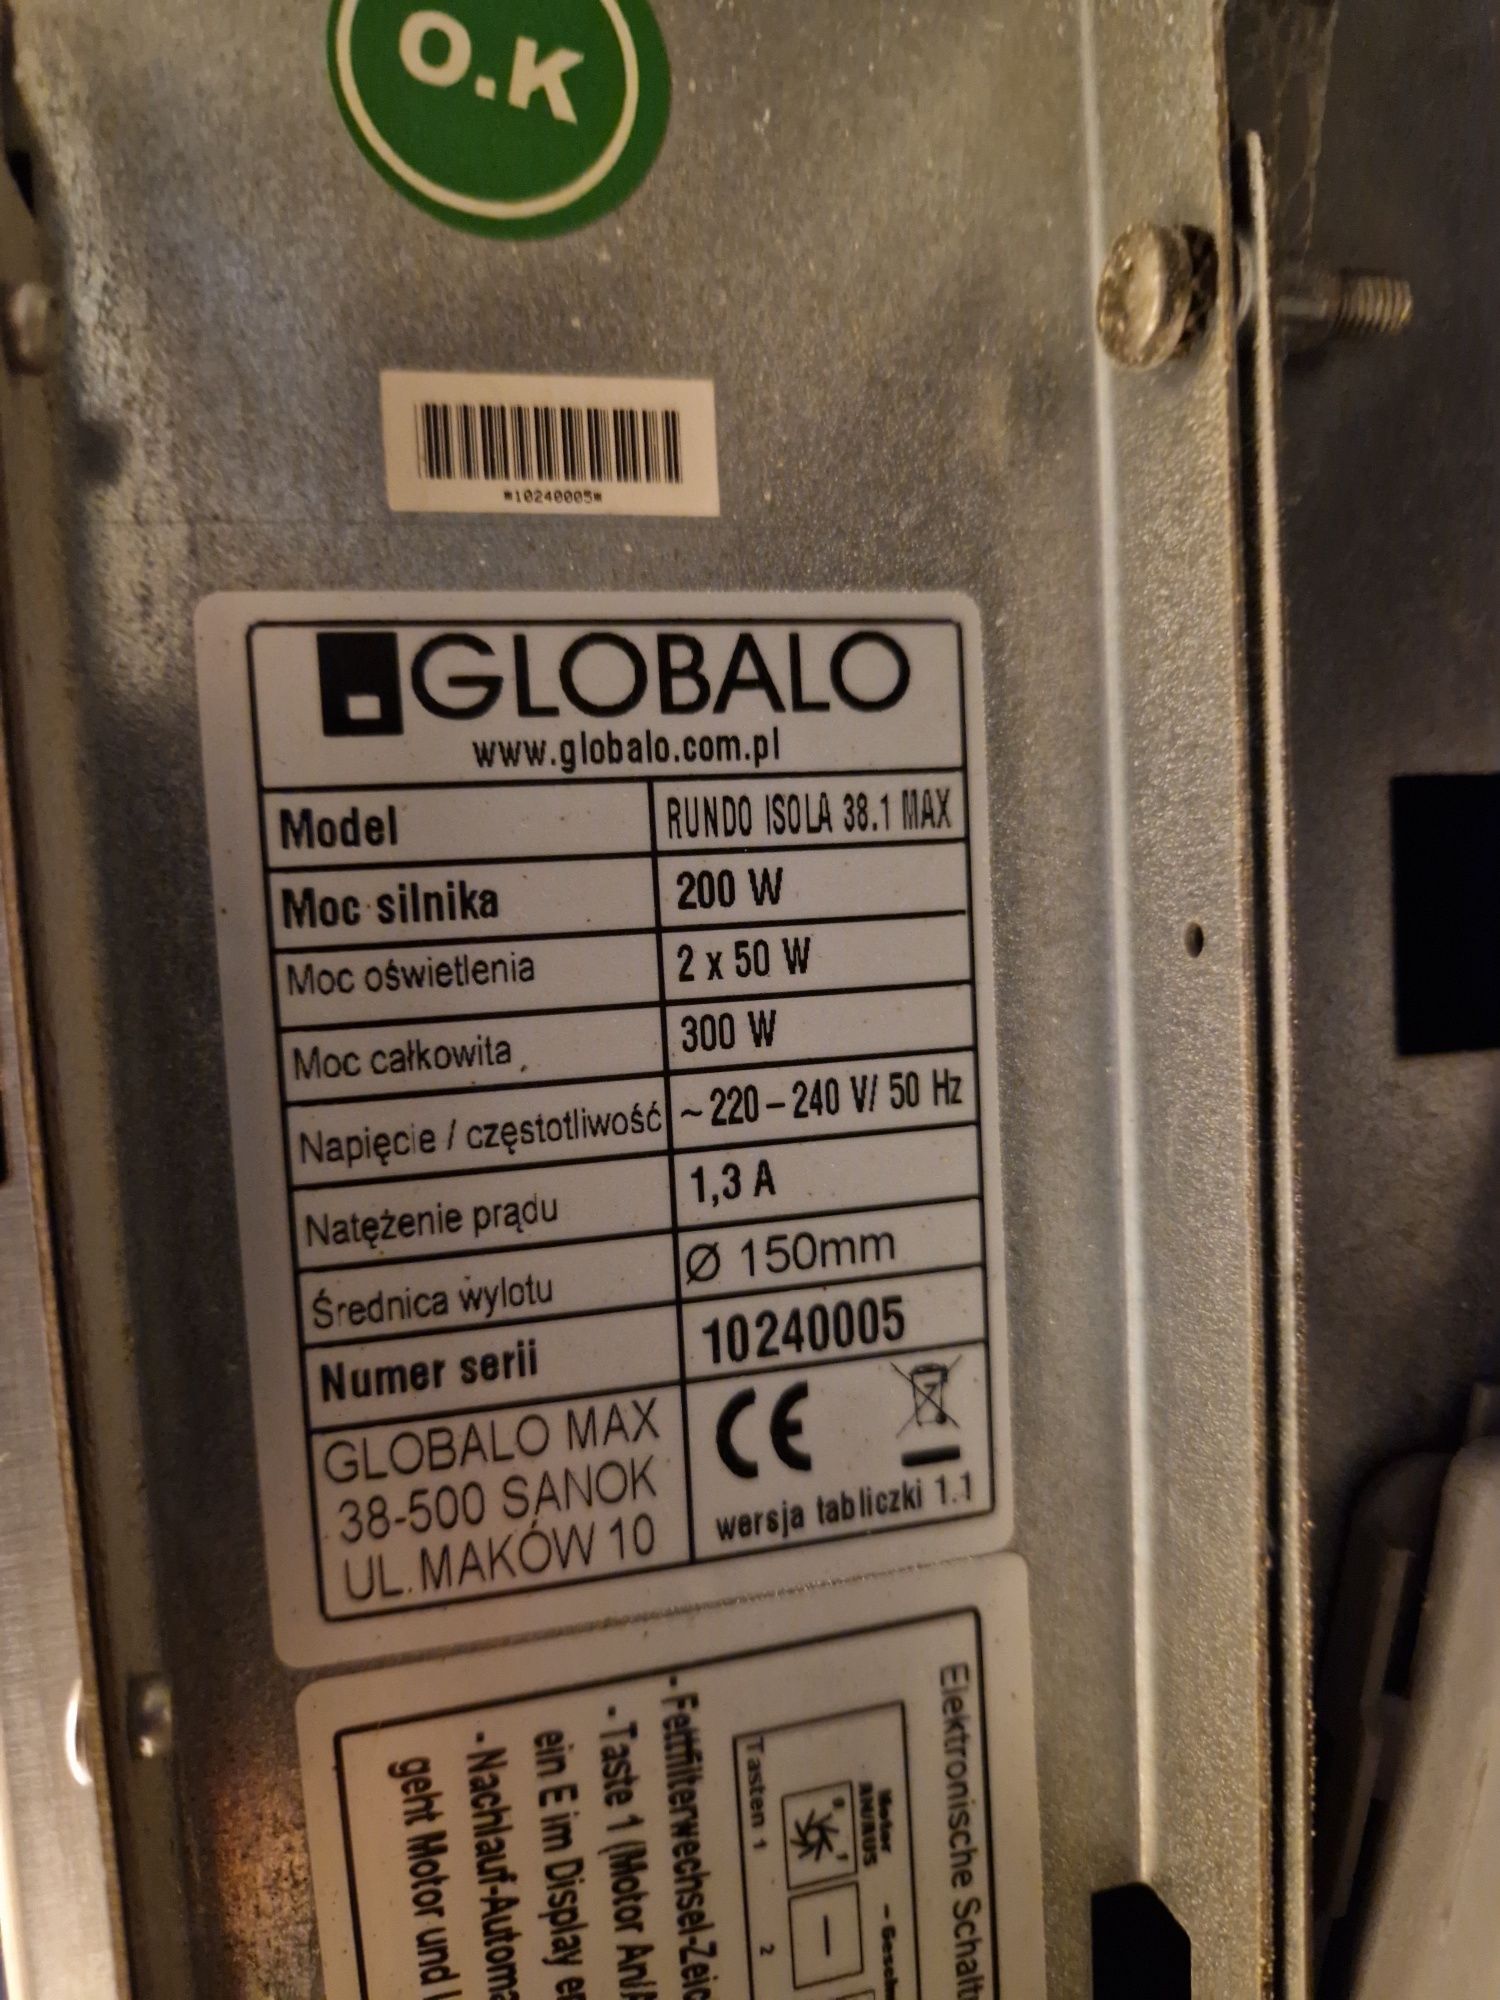 O.K
*10240005*
GLOBALO
www.globalo.com.pl
Model RUNDO ISOLA 38.1 MAX
Moc silnika 200 W
Moc oświetlenia 2 x 50 W
Moc całkowita 300 W
Napięcie / częstotliwość ~ 220 – 240 V/ 50 Hz
Natężenie prądu 1,3 A
Średnica wylotu Ø 150mm
Numer serii 10240005
GLOBALO MAX
38-500 SANOK
UL. MAKÓW 10
CE
wersja tabliczki 1.1
Elektronische
Motor
AN/AUS
Tasten 1 2
- Fettfilterwechsel-
- Taste 1 (Motor
ein E im Display
- Nachlauf-
geht Motor und